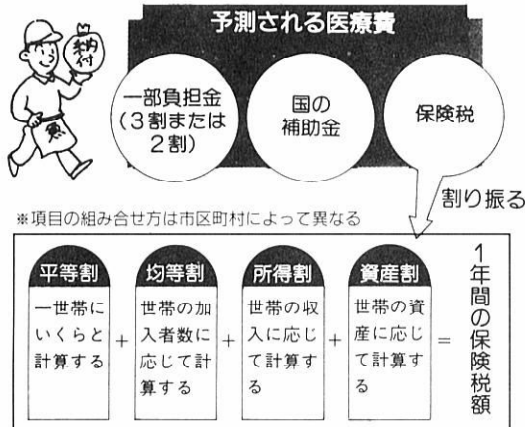 予測される医療費
納付
魚
一部負担金
(3割または
2割)
国の
補助金
保険税
割り振る
※項目の組み合せ方は市区町村によって異なる
平等割
一世帯に
いくらと
計算する
+
均等割
世帯の加
入者数に
応じて計
算する
+
所得割
世帯の収
入に応じ
て計算す
る
+
資産割
世帯の資
産に応じ
て計算す
る
=
1年間の保険税額